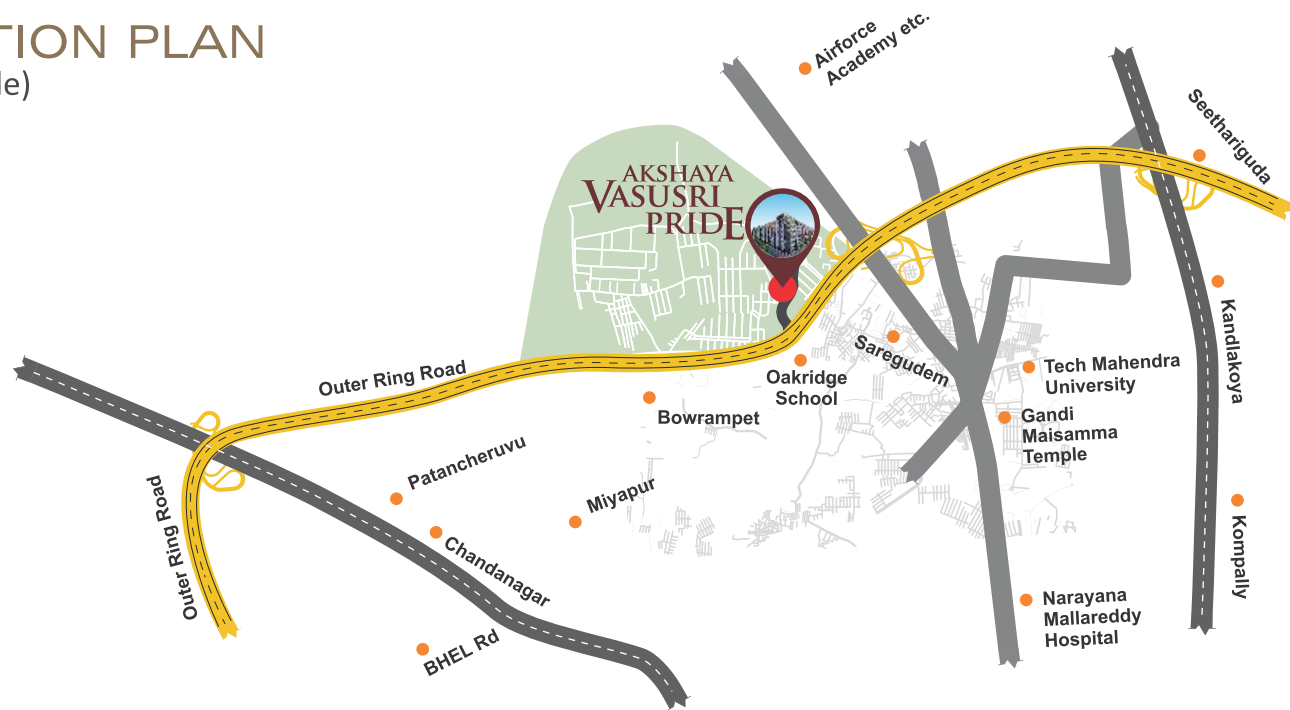 TION PLAN
le)
Airforce
Academy etc.
Seethariguda
AKSHAYA
VASUSRI
PRIDE
Outer Ring Road
Oakridge
School
Saregudem
Tech Mahendra
University
Kandlakoya
Bowrampet
Gandi
Maisamma
Temple
Patancheruvu
Miyapur
Outer Ring Road
Chandanagar
Kompally
BHEL Rd
Narayana
Mallareddy
Hospital